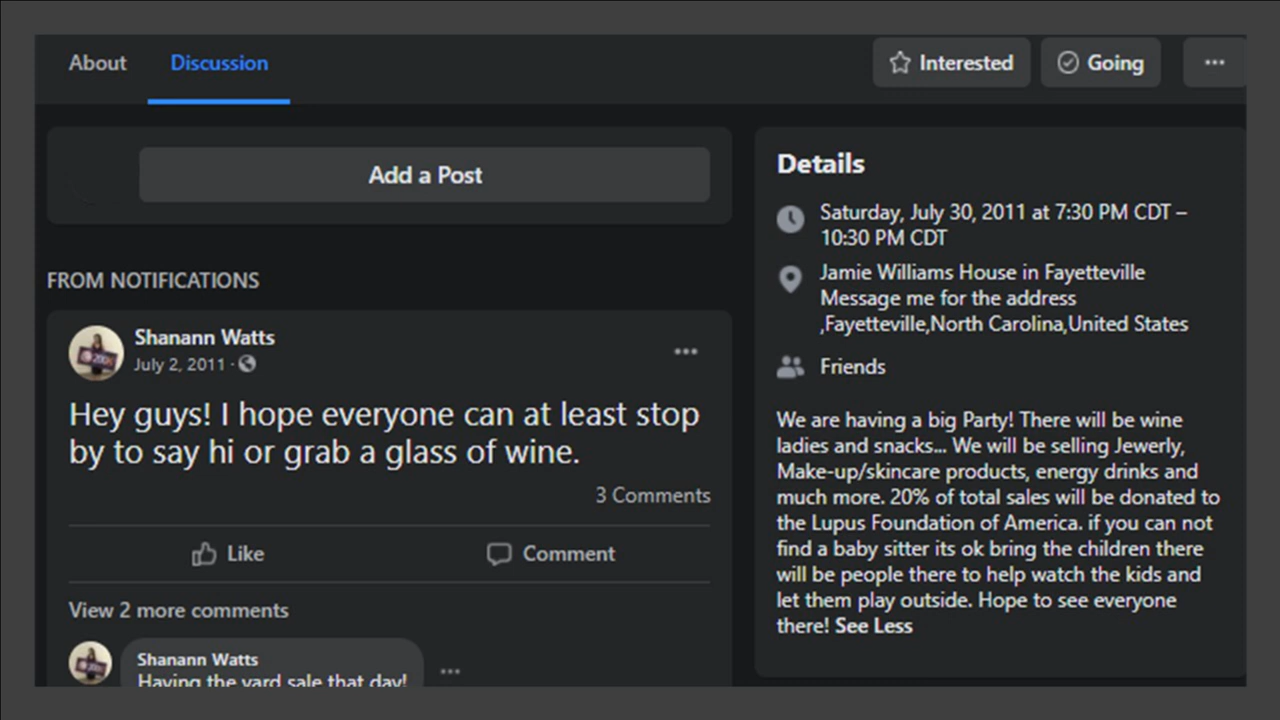 About
Discussion
Interested
Going
Add a Post
FROM NOTIFICATIONS
Shanann Watts
July 2, 2011 ·
Hey guys! I hope everyone can at least stop
by to say hi or grab a glass of wine.
3 Comments
Like
Comment
View 2 more comments
Shanann Watts
Having the yard sale that day!
Details
Saturday, July 30, 2011 at 7:30 PM CDT –
10:30 PM CDT
Jamie Williams House in Fayetteville
Message me for the address
,Fayetteville,North Carolina,United States
Friends
We are having a big Party! There will be wine
ladies and snacks... We will be selling Jewerly,
Make-up/skincare products, energy drinks and
much more. 20% of total sales will be donated to
the Lupus Foundation of America. if you can not
find a baby sitter its ok bring the children there
will be people there to help watch the kids and
let them play outside. Hope to see everyone
there! See Less